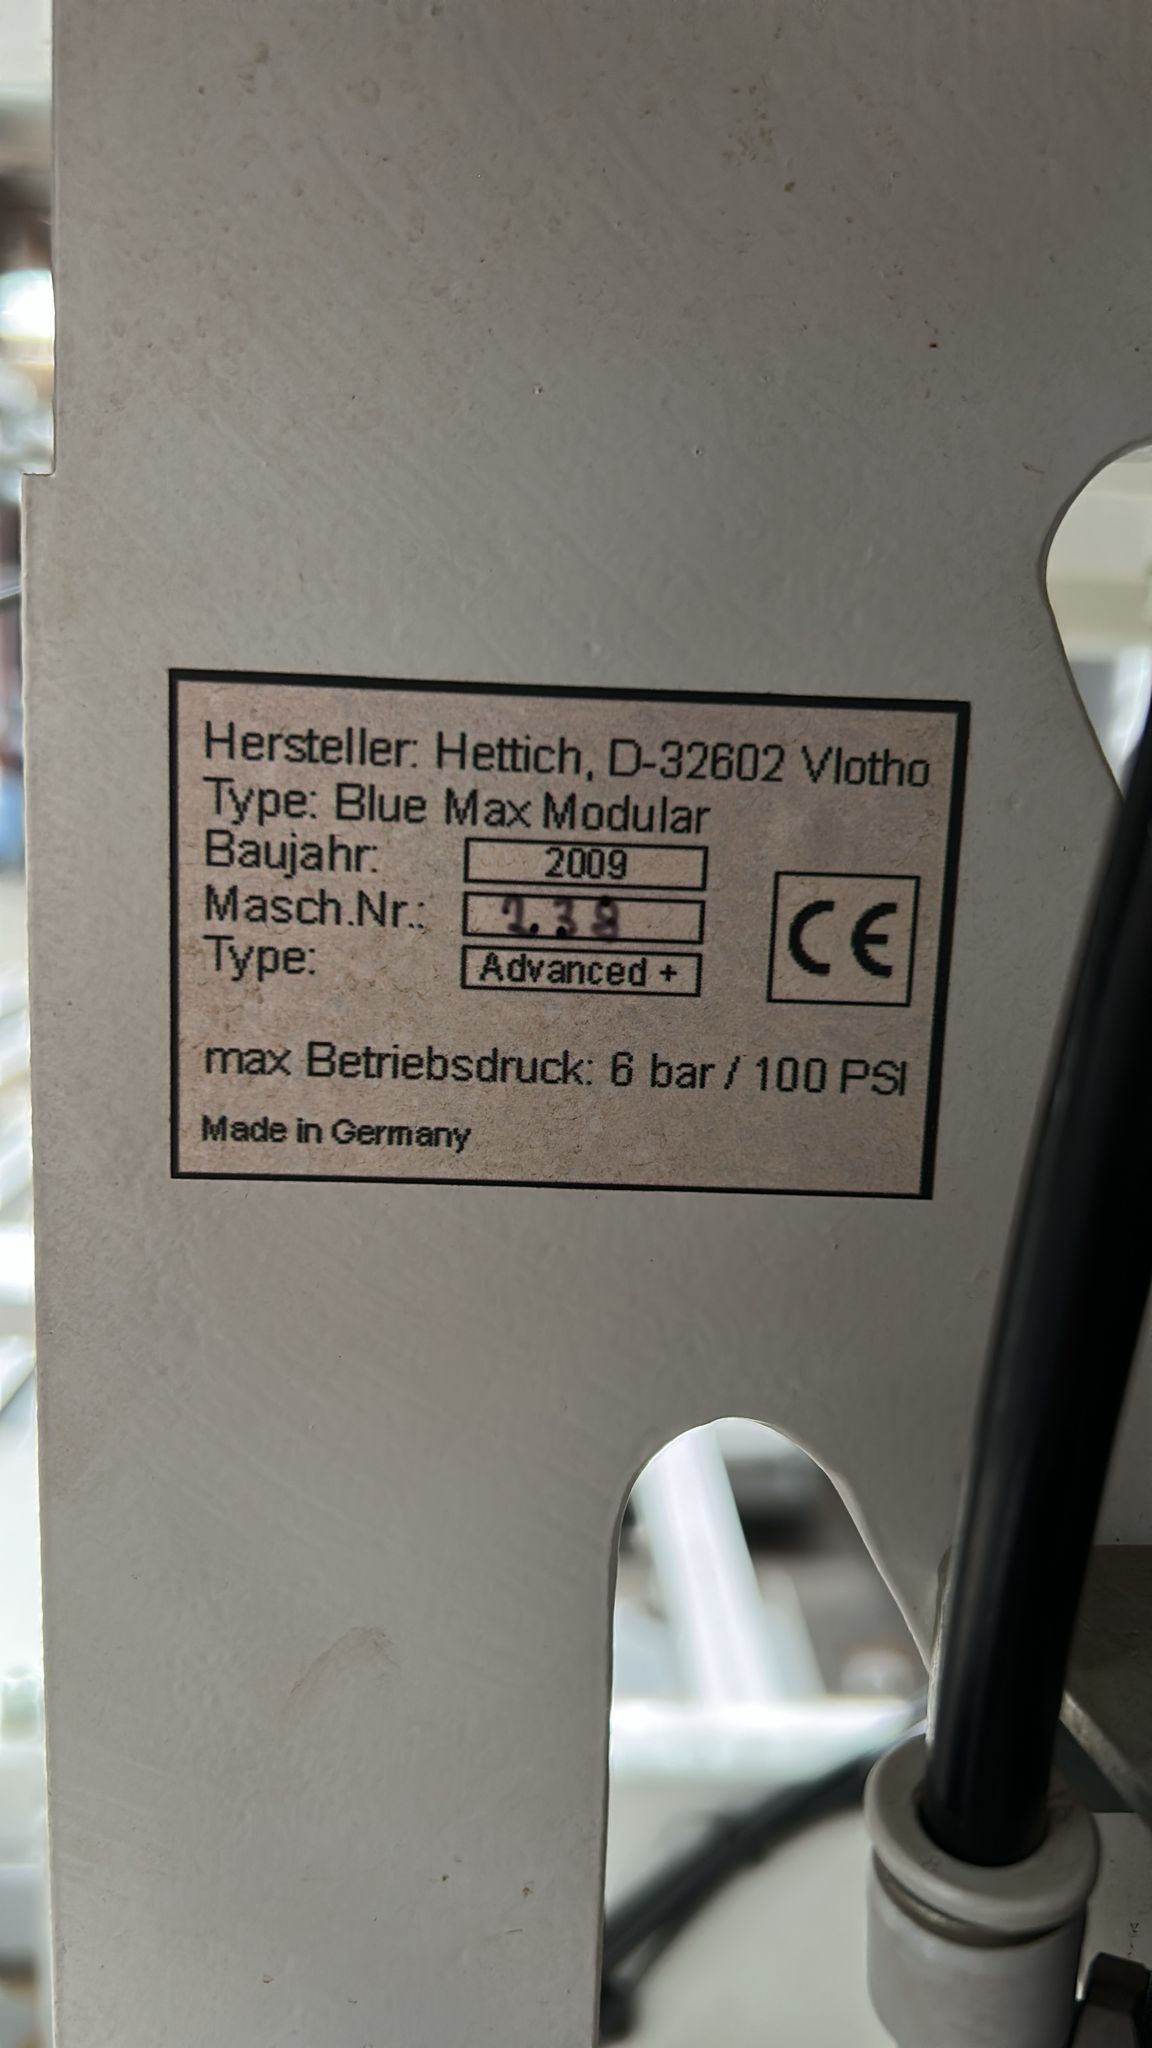 Hersteller: Hettich, D-32602 Vlotho
Type: Blue Max Modular
Baujahr: 2009
Masch.Nr.:
Type: Advanced +
CE
max Betriebsdruck: 6 bar / 100 PSI
Made in Germany